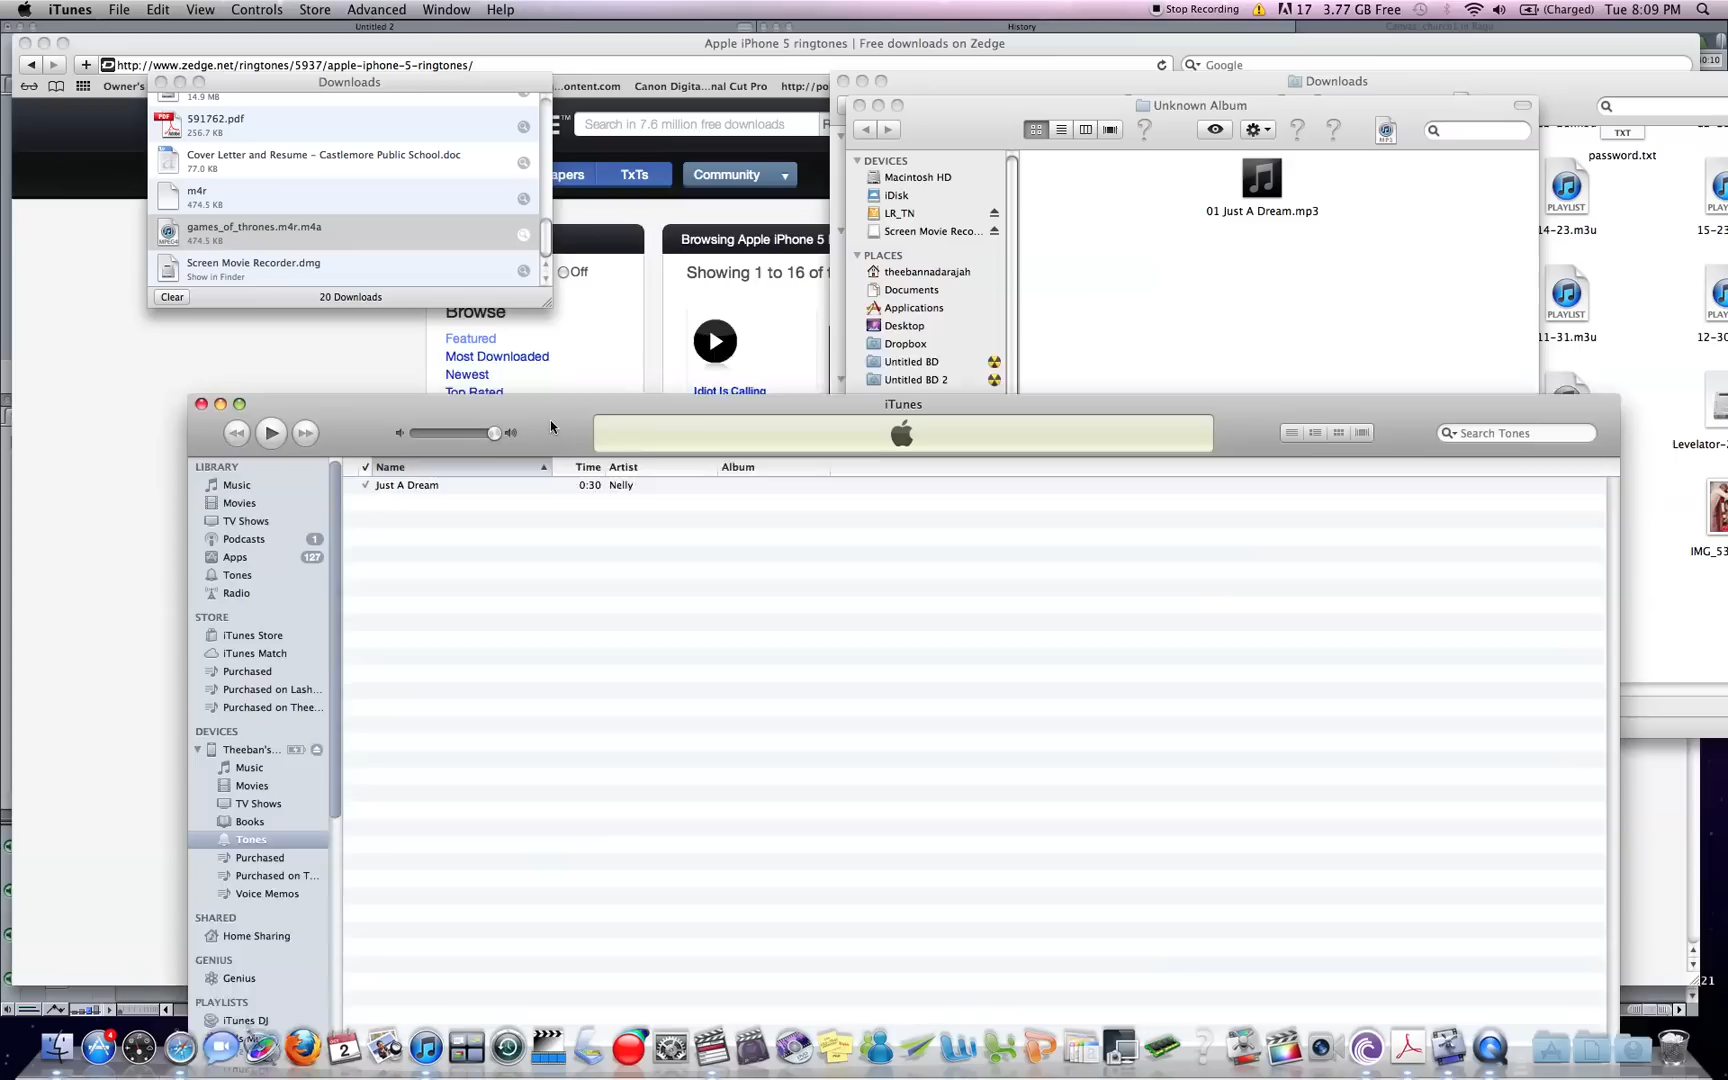 iTunes File Edit View Controls Store Advanced Window Help Stop Recording 17 3.77 GB Free (Charged) Tue 8:09 PM
Untitled 2 History
Apple iPhone 5 ringtones | Free downloads on Zedge
http://www.zedge.net/ringtones/5937/apple-iphone-5-ringtones/ Google
Owner's ...ontent.com Canon Digita...nal Cut Pro
Downloads
14.9 MB
591762.pdf
256.7 KB
Cover Letter and Resume – Castlemore Public School.doc
77.0 KB
m4r
474.5 KB
games_of_thrones.m4r.m4a
474.5 KB
Screen Movie Recorder.dmg
Show in Finder
Clear 20 Downloads
Search in 7.6 million free downloads
apers TxTs Community
Off
Browse
Featured
Most Downloaded
Newest
Top Rated
Browsing Apple iPhone 5
Showing 1 to 16 of
Idiot Is Calling
Downloads
Unknown Album
DEVICES
Macintosh HD
iDisk
LR_TN
Screen Movie Reco...
PLACES
theebannadarajah
Documents
Applications
Desktop
Dropbox
Untitled BD
Untitled BD 2
MP3
01 Just A Dream.mp3
TXT
password.txt
PLAYLIST PLAYLIST
14-23.m3u 15-23
PLAYLIST PLAYLIST
11-31.m3u 12-30
Levelator-2
IMG_53
iTunes
Search Tones
LIBRARY
Music
Movies
TV Shows
Podcasts 1
Apps 127
Tones
Radio
STORE
iTunes Store
iTunes Match
Purchased
Purchased on Lash...
Purchased on Thee...
DEVICES
Theeban's...
Music
Movies
TV Shows
Books
Tones
Purchased
Purchased on T...
Voice Memos
SHARED
Home Sharing
GENIUS
Genius
PLAYLISTS
iTunes DJ
Name Time Artist Album
Just A Dream 0:30 Nelly